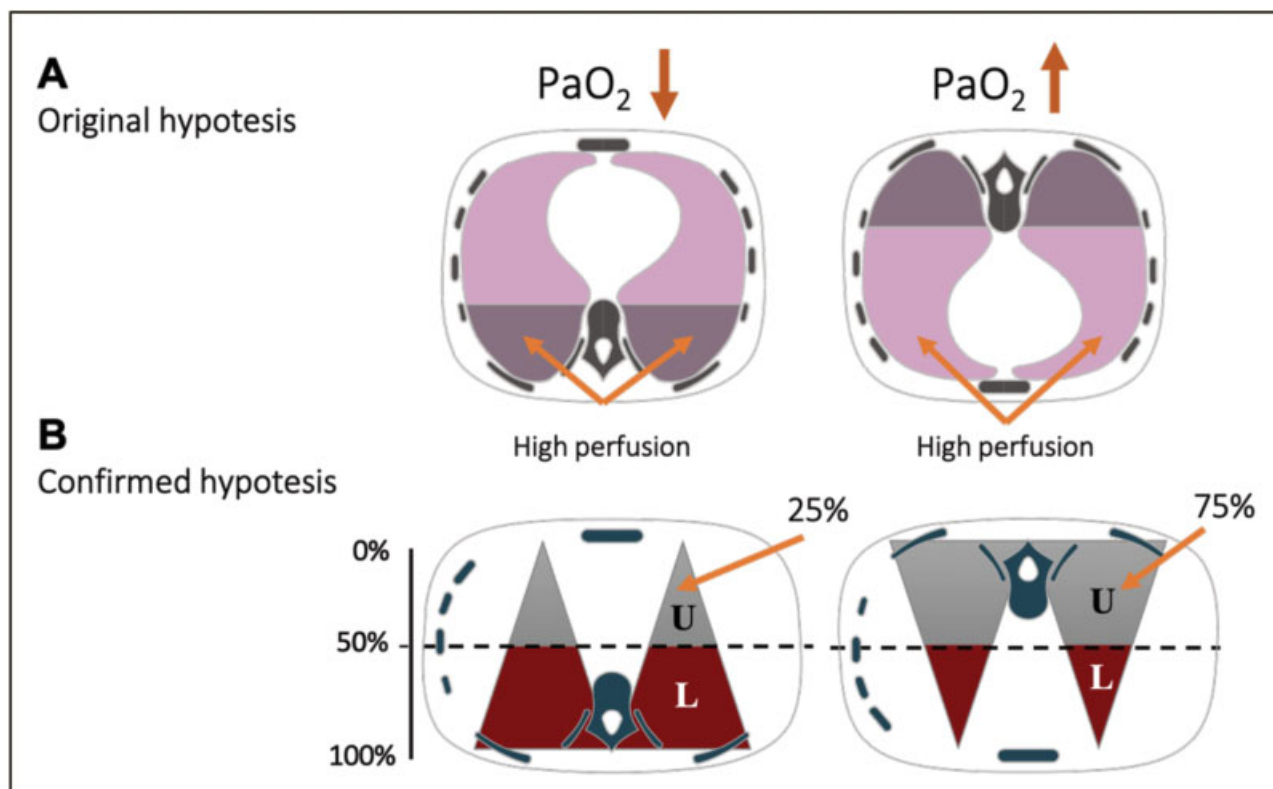 A
Original hypotesis
PaO₂
PaO₂
High perfusion
High perfusion
B
Confirmed hypotesis
25%
75%
0%
50%
100%
U
L
U
L